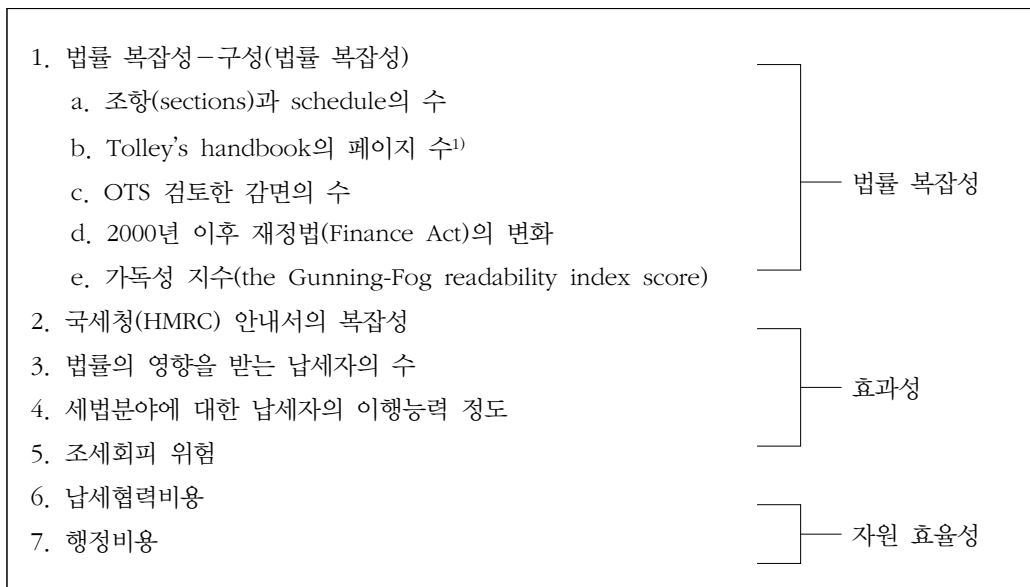 1. 법률 복잡성−구성(법률 복잡성)
a. 조항(sections)과 schedule의 수
b. Tolley's handbook의 페이지 수1)
c. OTS 검토한 감면의 수
d. 2000년 이후 재정법(Finance Act)의 변화
e. 가독성 지수(the Gunning-Fog readability index score)
법률 복잡성
2. 국세청(HMRC) 안내서의 복잡성
3. 법률의 영향을 받는 납세자의 수
4. 세법분야에 대한 납세자의 이행능력 정도
5. 조세회피 위험
효과성
6. 납세협력비용
7. 행정비용
자원 효율성